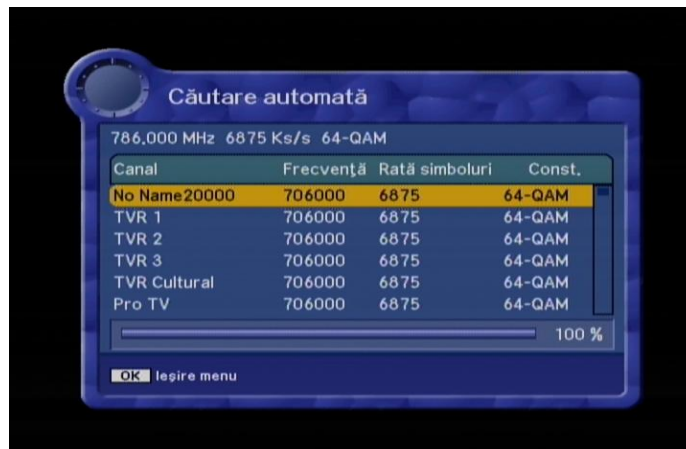 Căutare automată
786,000 MHz 6875 Ks/s 64-QAM
Canal Frecvenţă Rată simboluri Const.
No Name20000 706000 6875 64-QAM
TVR 1 706000 6875 64-QAM
TVR 2 706000 6875 64-QAM
TVR 3 706000 6875 64-QAM
TVR Cultural 706000 6875 64-QAM
Pro TV 706000 6875 64-QAM
100 %
OK Ieşire menu